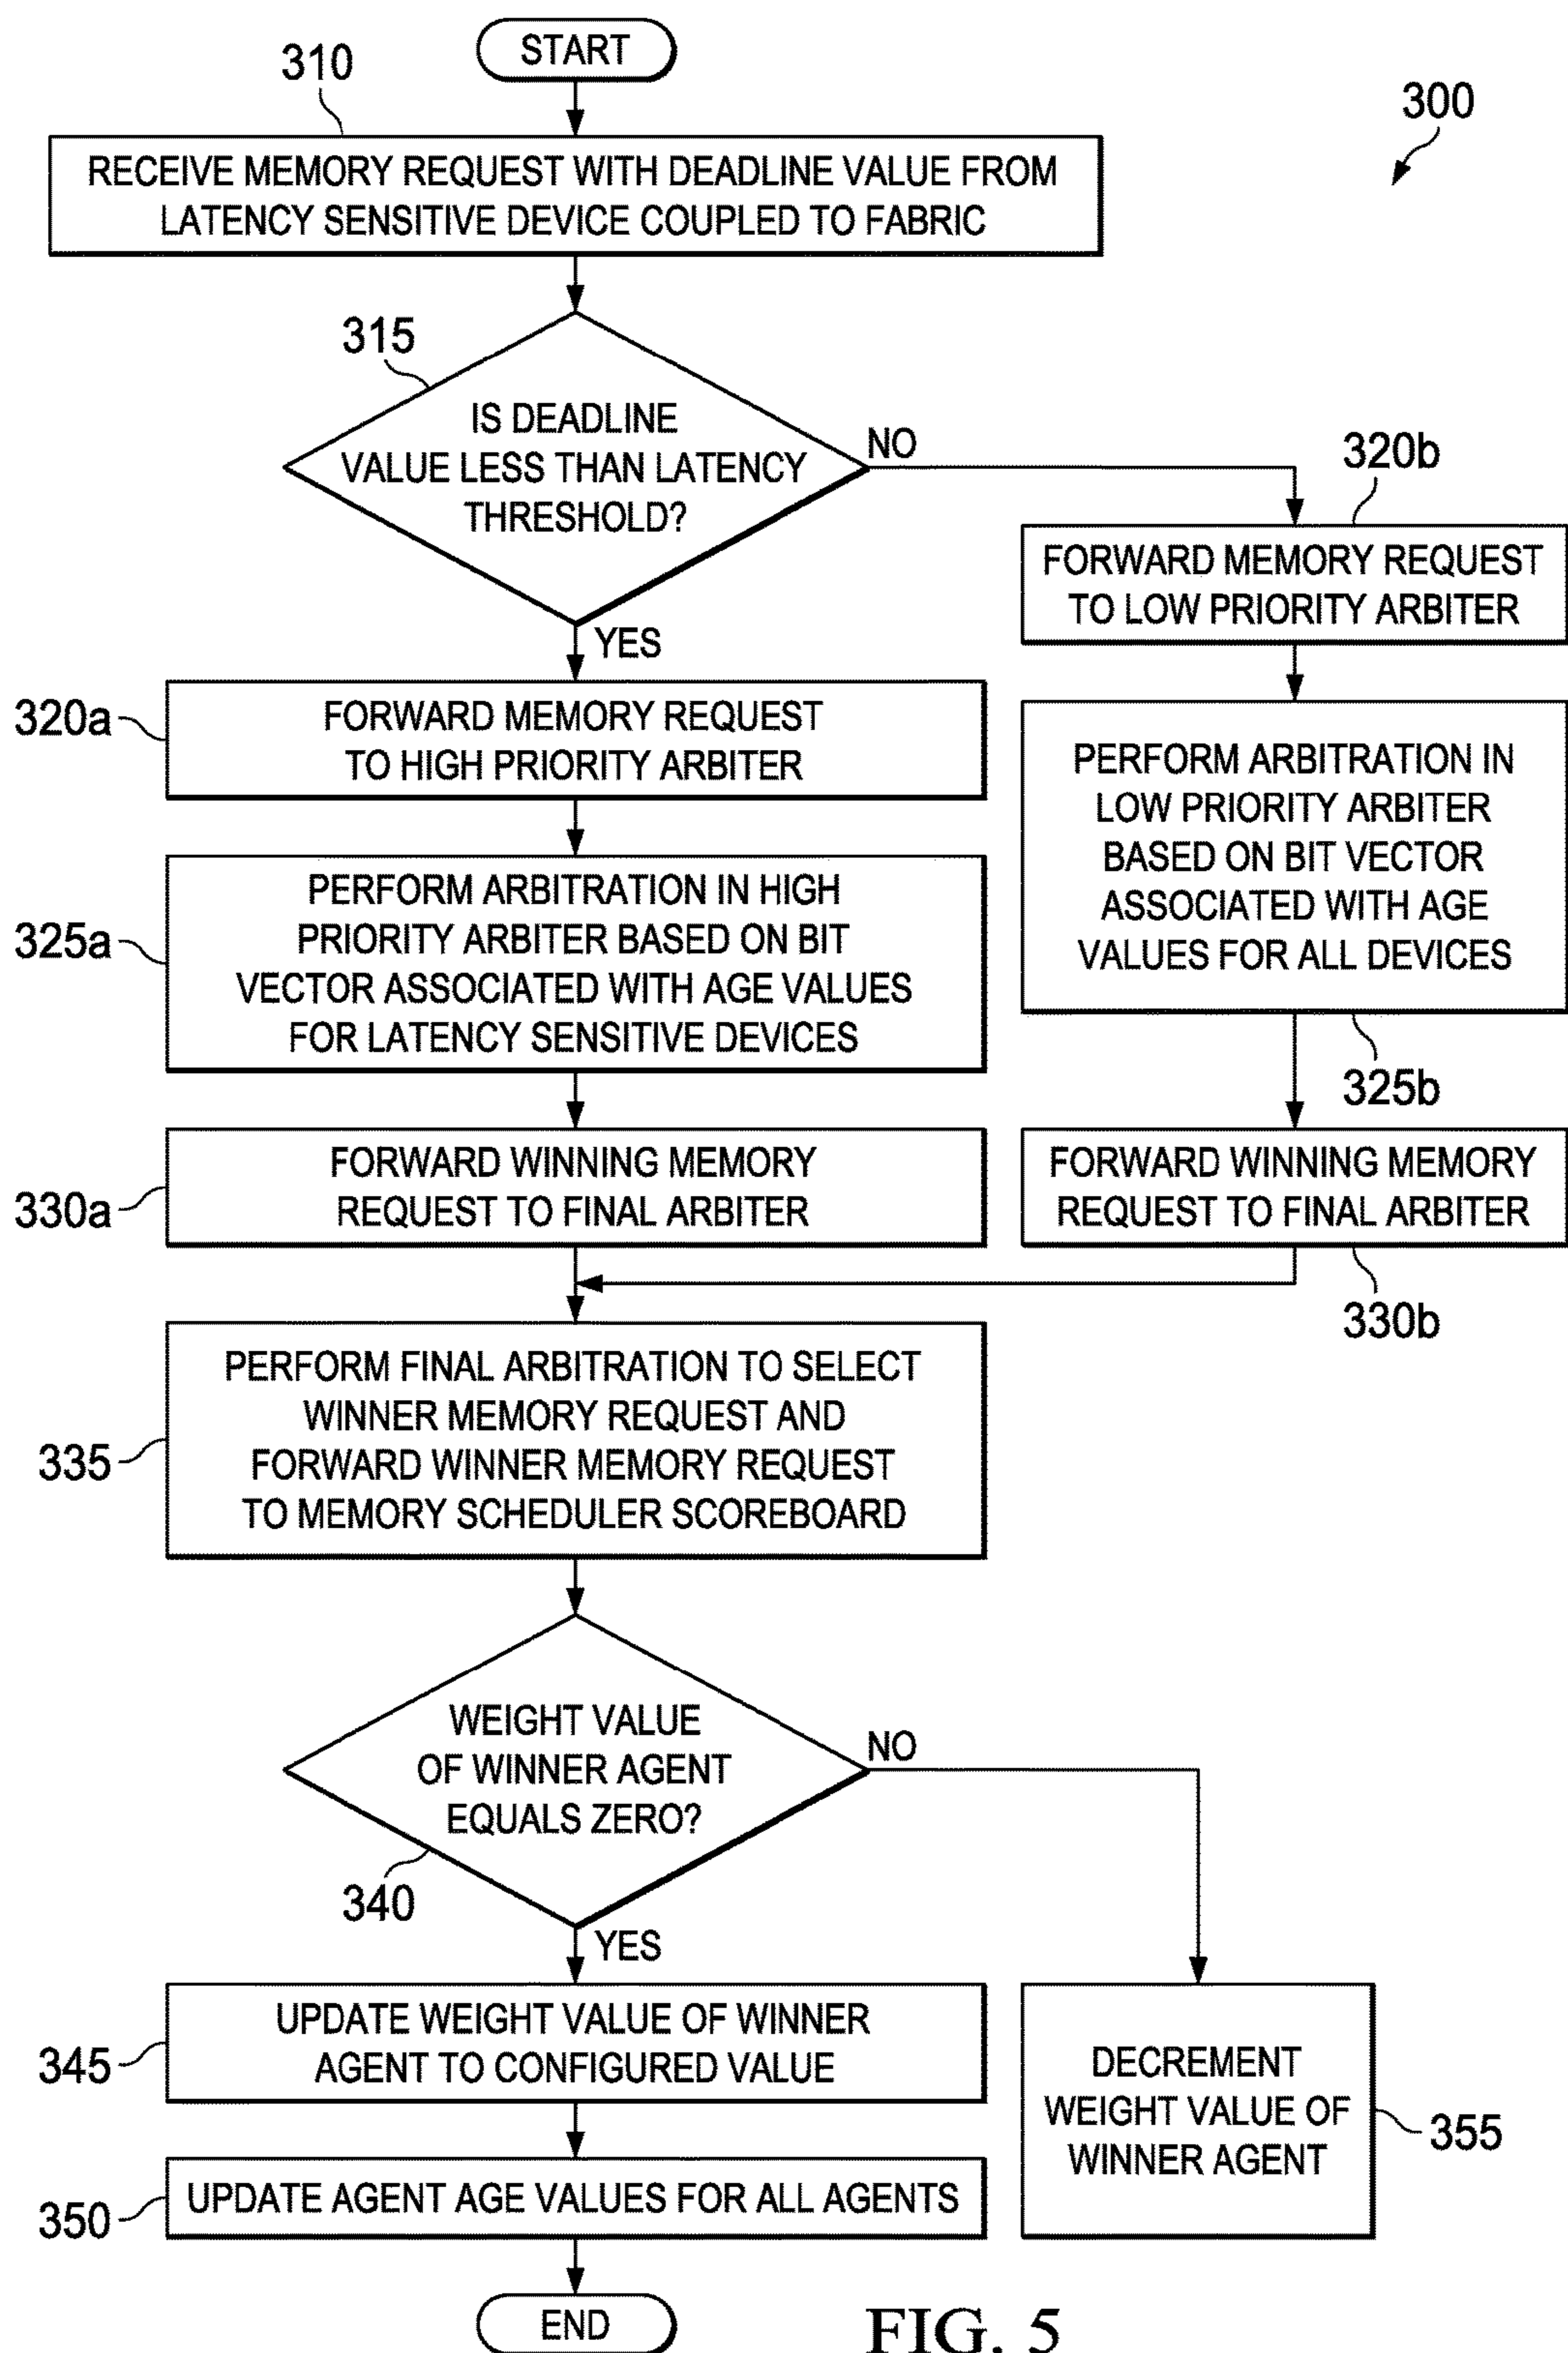 START
310
300
RECEIVE MEMORY REQUEST WITH DEADLINE VALUE FROM
LATENCY SENSITIVE DEVICE COUPLED TO FABRIC
315
IS DEADLINE
VALUE LESS THAN LATENCY
THRESHOLD?
NO
YES
320b
FORWARD MEMORY REQUEST
TO LOW PRIORITY ARBITER
320a
FORWARD MEMORY REQUEST
TO HIGH PRIORITY ARBITER
PERFORM ARBITRATION IN
LOW PRIORITY ARBITER
BASED ON BIT VECTOR
ASSOCIATED WITH AGE
VALUES FOR ALL DEVICES
325b
325a
PERFORM ARBITRATION IN HIGH
PRIORITY ARBITER BASED ON BIT
VECTOR ASSOCIATED WITH AGE VALUES
FOR LATENCY SENSITIVE DEVICES
330a
FORWARD WINNING MEMORY
REQUEST TO FINAL ARBITER
FORWARD WINNING MEMORY
REQUEST TO FINAL ARBITER
330b
335
PERFORM FINAL ARBITRATION TO SELECT
WINNER MEMORY REQUEST AND
FORWARD WINNER MEMORY REQUEST
TO MEMORY SCHEDULER SCOREBOARD
WEIGHT VALUE
OF WINNER AGENT
EQUALS ZERO?
340
NO
YES
345
UPDATE WEIGHT VALUE OF WINNER
AGENT TO CONFIGURED VALUE
DECREMENT
WEIGHT VALUE OF
WINNER AGENT
355
350
UPDATE AGENT AGE VALUES FOR ALL AGENTS
END
FIG. 5